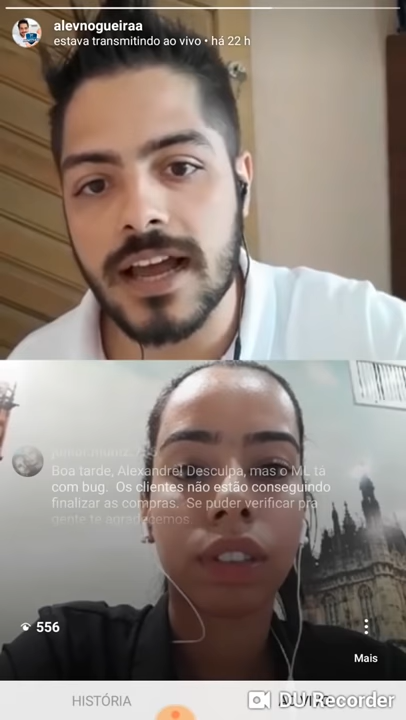 alevnogueiraa
estava transmitindo ao vivo • há 22 h
Boa tarde, Alexandre! Desculpa, mas o ML tá
com bug. Os clientes não estão conseguindo
finalizar as compras. Se puder verificar pra
gente te agradecemos
556
Mais
HISTÓRIA
DU Recorder